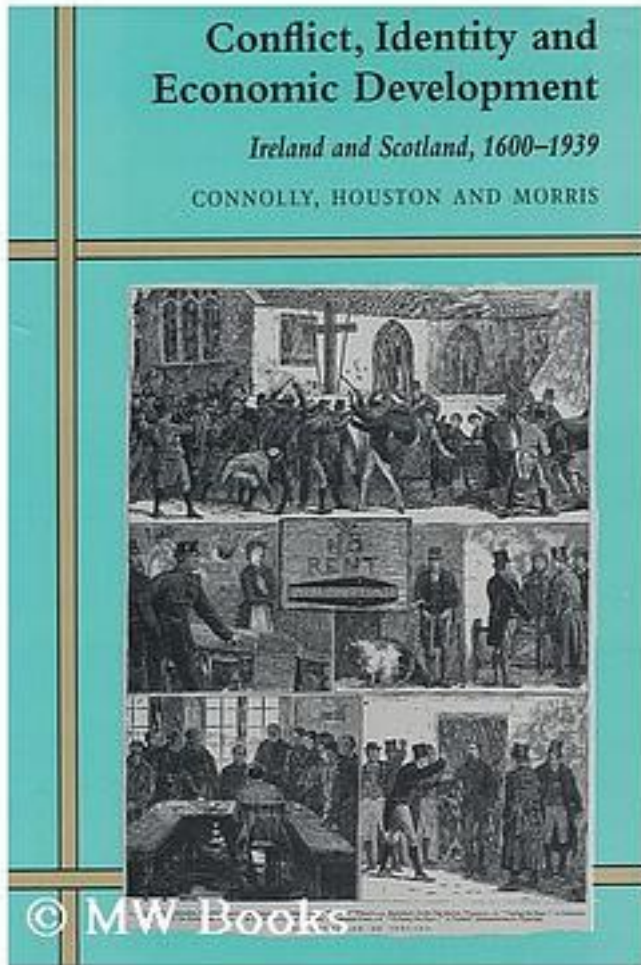 Conflict, Identity and
Economic Development
Ireland and Scotland, 1600–1939
CONNOLLY, HOUSTON AND MORRIS
NO
RENT
© MW Books